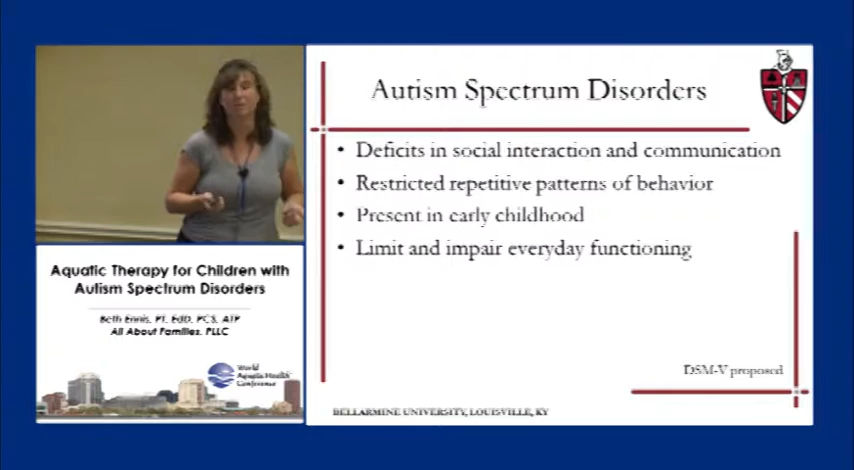 Autism Spectrum Disorders
• Deficits in social interaction and communication
• Restricted repetitive patterns of behavior
• Present in early childhood
• Limit and impair everyday functioning
DSM-V proposed
BELLARMINE UNIVERSITY, LOUISVILLE, KY
Aquatic Therapy for Children with
Autism Spectrum Disorders
Beth Ennis, PT, EdD, PCS, ATP
All About Families, PLLC
World
Aquatic Health
Conference